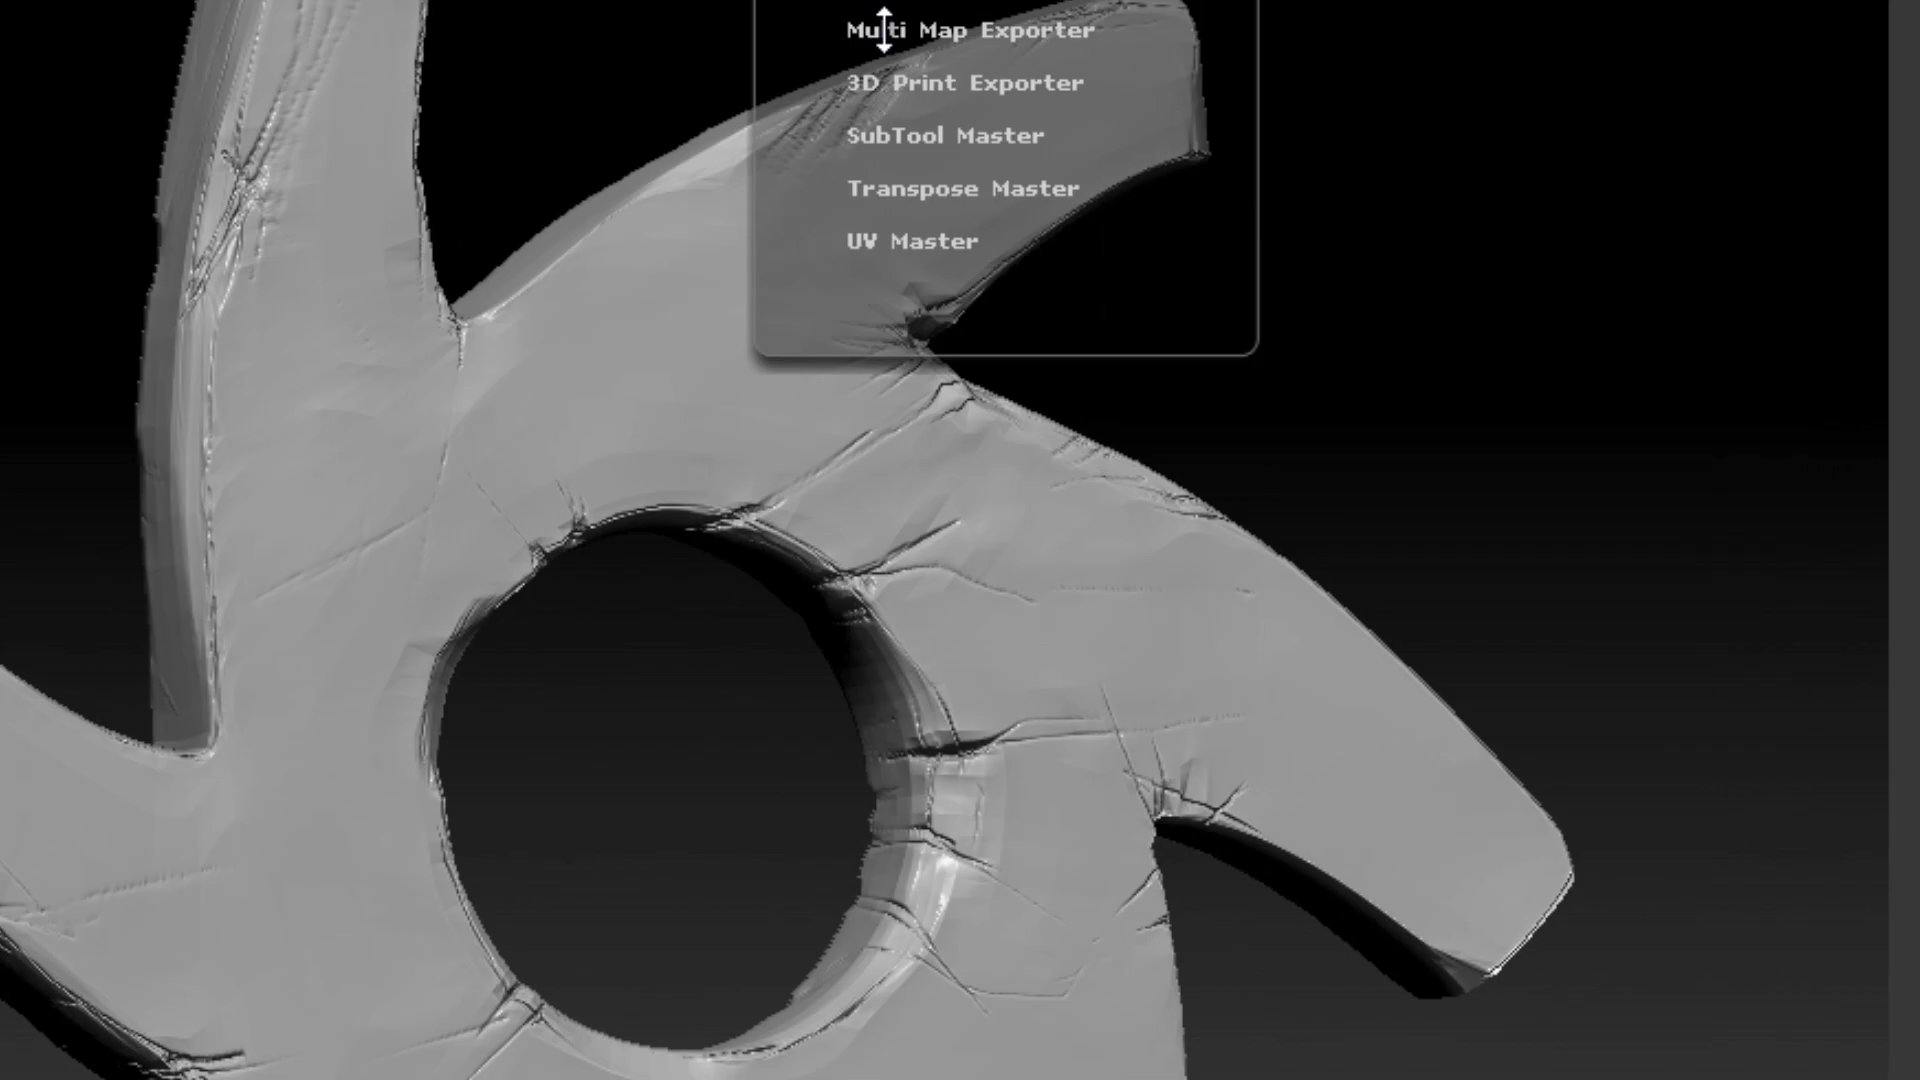 Multi Map Exporter
3D Print Exporter
SubTool Master
Transpose Master
UV Master